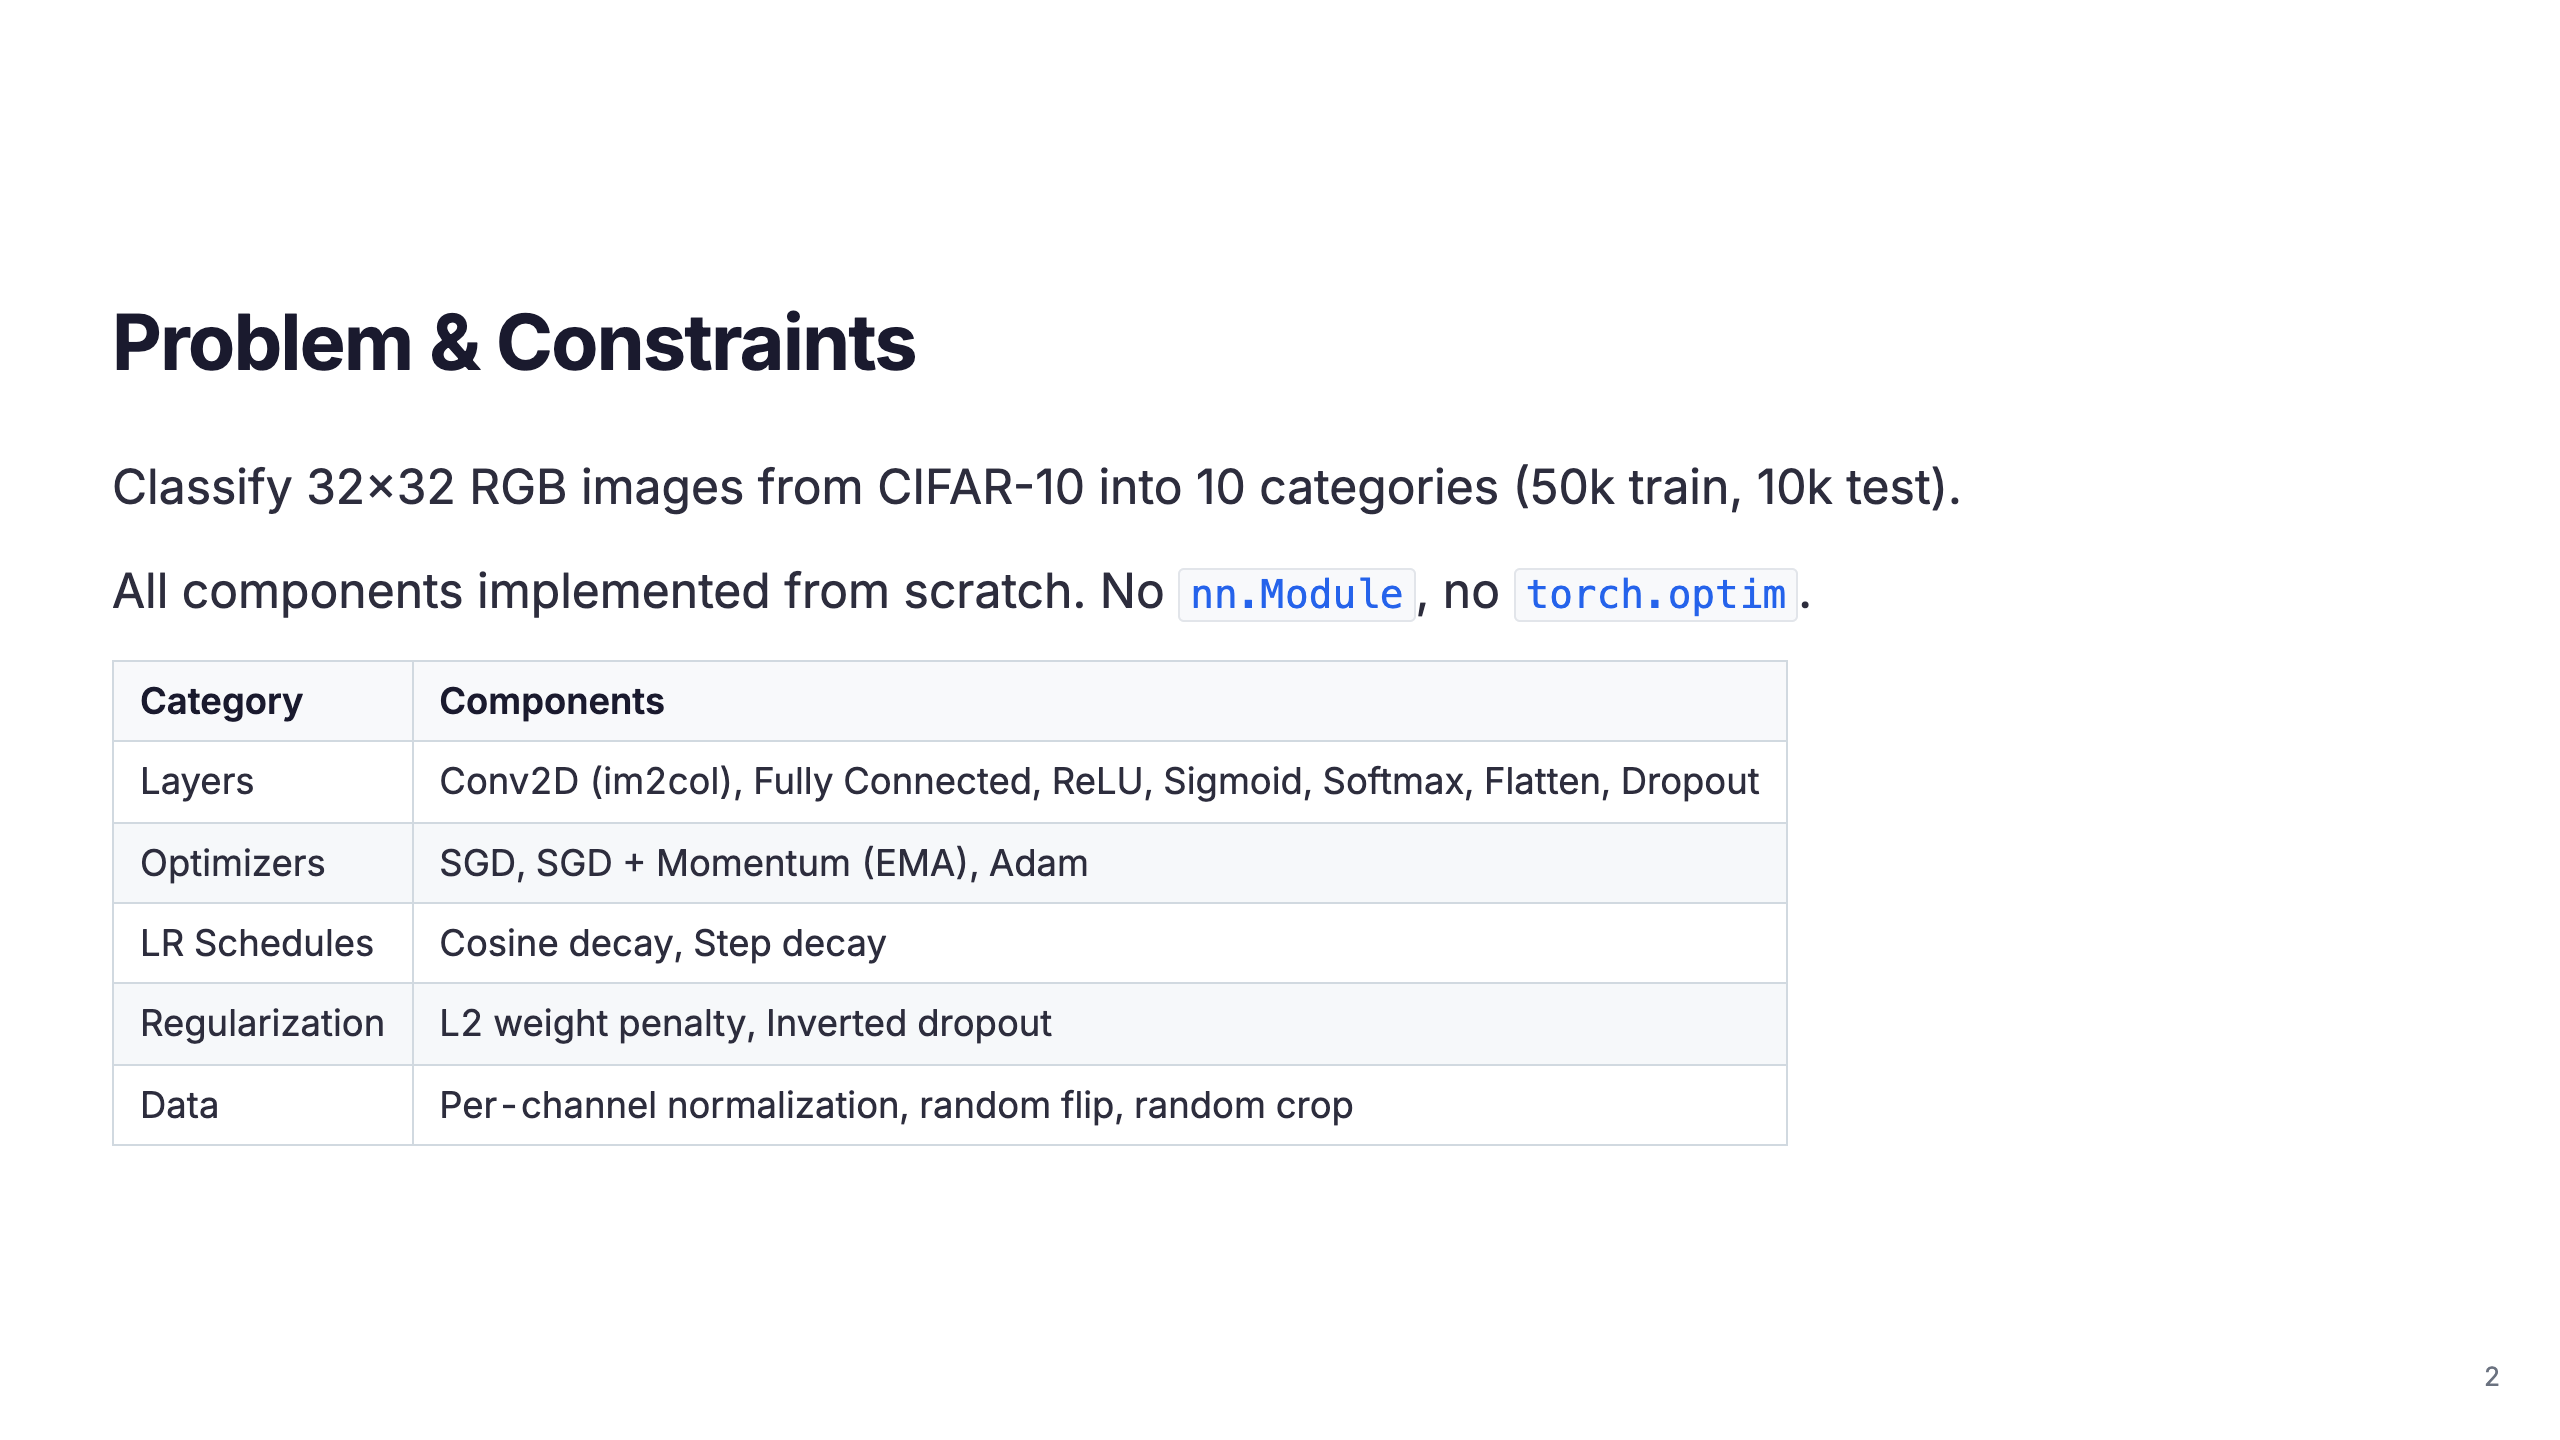 Problem & Constraints
Classify 32×32 RGB images from CIFAR-10 into 10 categories (50k train, 10k test).
All components implemented from scratch. No nn.Module, no torch.optim.
Category Components
Layers Conv2D (im2col), Fully Connected, ReLU, Sigmoid, Softmax, Flatten, Dropout
Optimizers SGD, SGD + Momentum (EMA), Adam
LR Schedules Cosine decay, Step decay
Regularization L2 weight penalty, Inverted dropout
Data Per-channel normalization, random flip, random crop
2